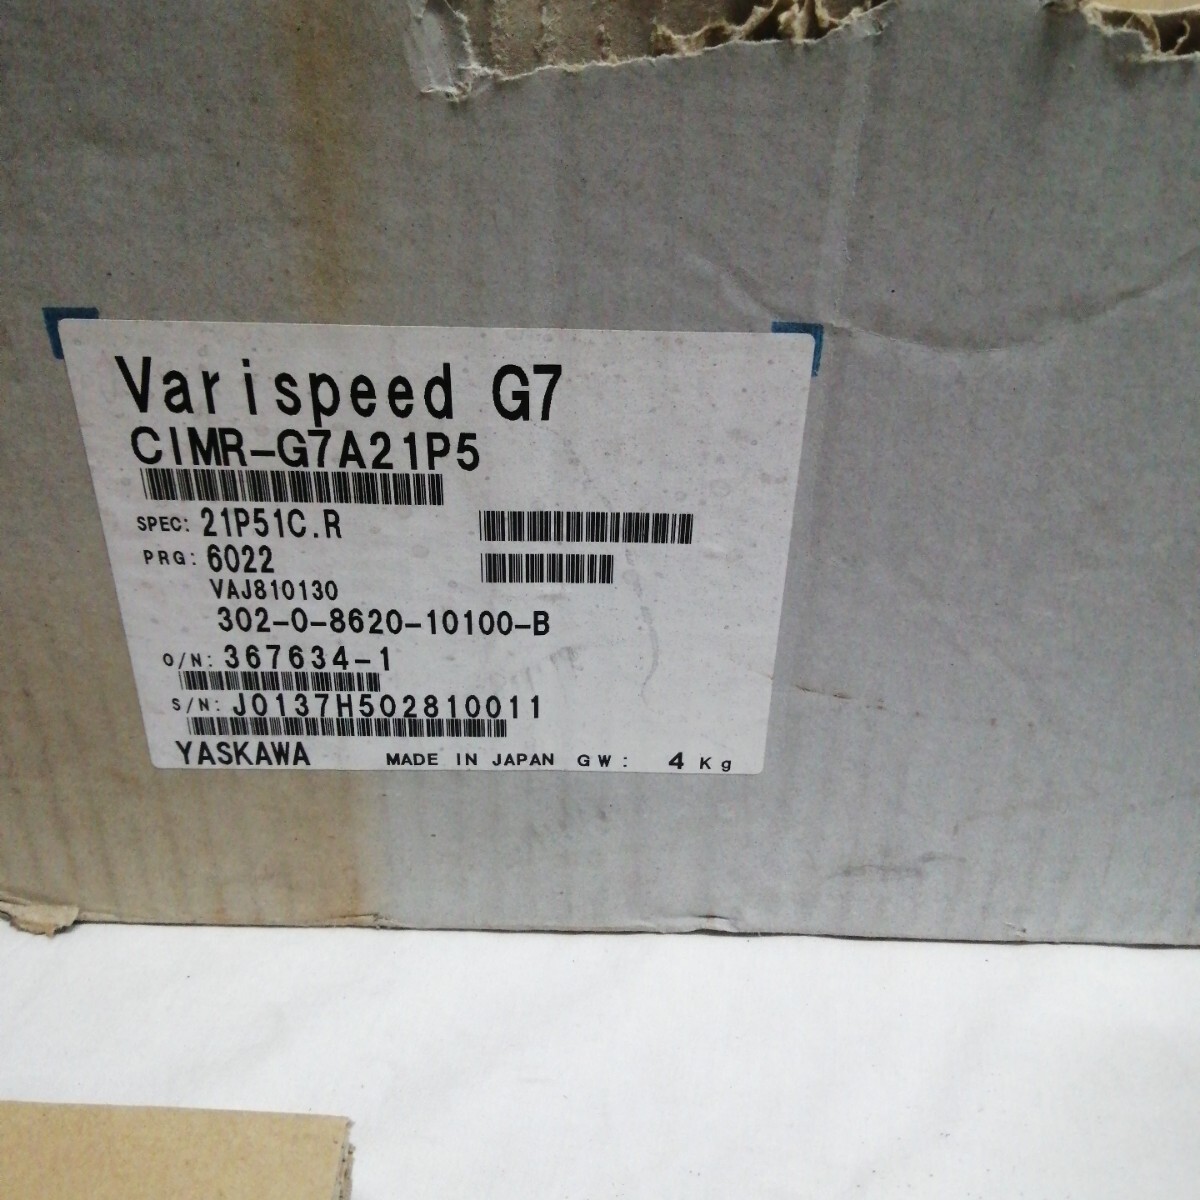 Varispeed G7
CIMR-G7A21P5
SPEC: 21P51C.R
PRG: 6022
VAJ810130
302-0-8620-10100-B
O/N: 367634-1
S/N: J0137H502810011
YASKAWA MADE IN JAPAN GW: 4 Kg